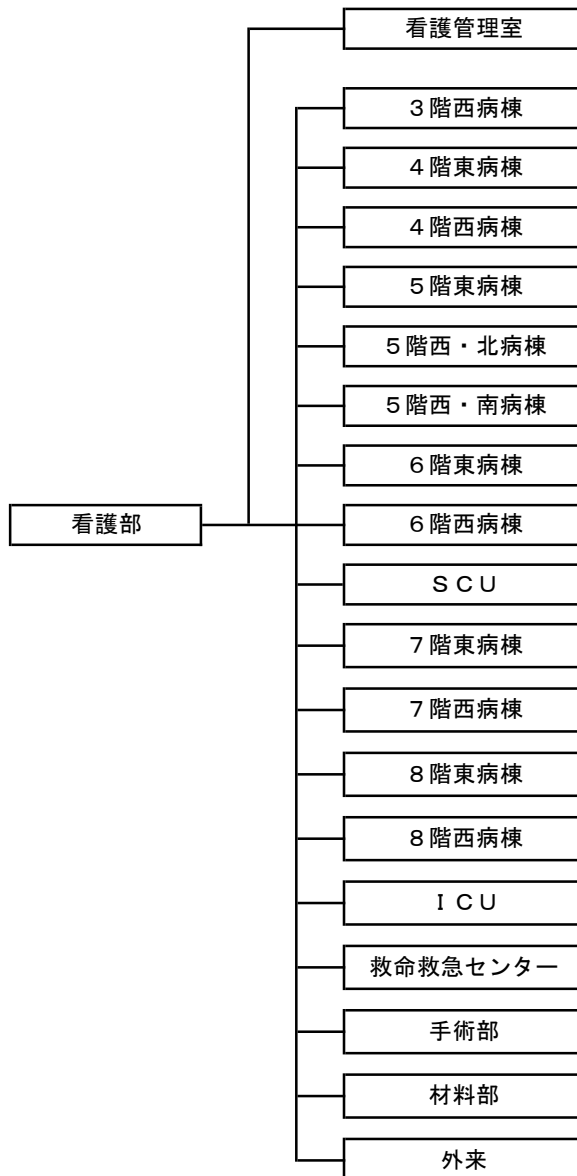 看護管理室
３階西病棟
４階東病棟
４階西病棟
５階東病棟
５階西・北病棟
５階西・南病棟
６階東病棟
看護部
６階西病棟
ＳＣＵ
７階東病棟
７階西病棟
８階東病棟
８階西病棟
ＩＣＵ
救命救急センター
手術部
材料部
外来